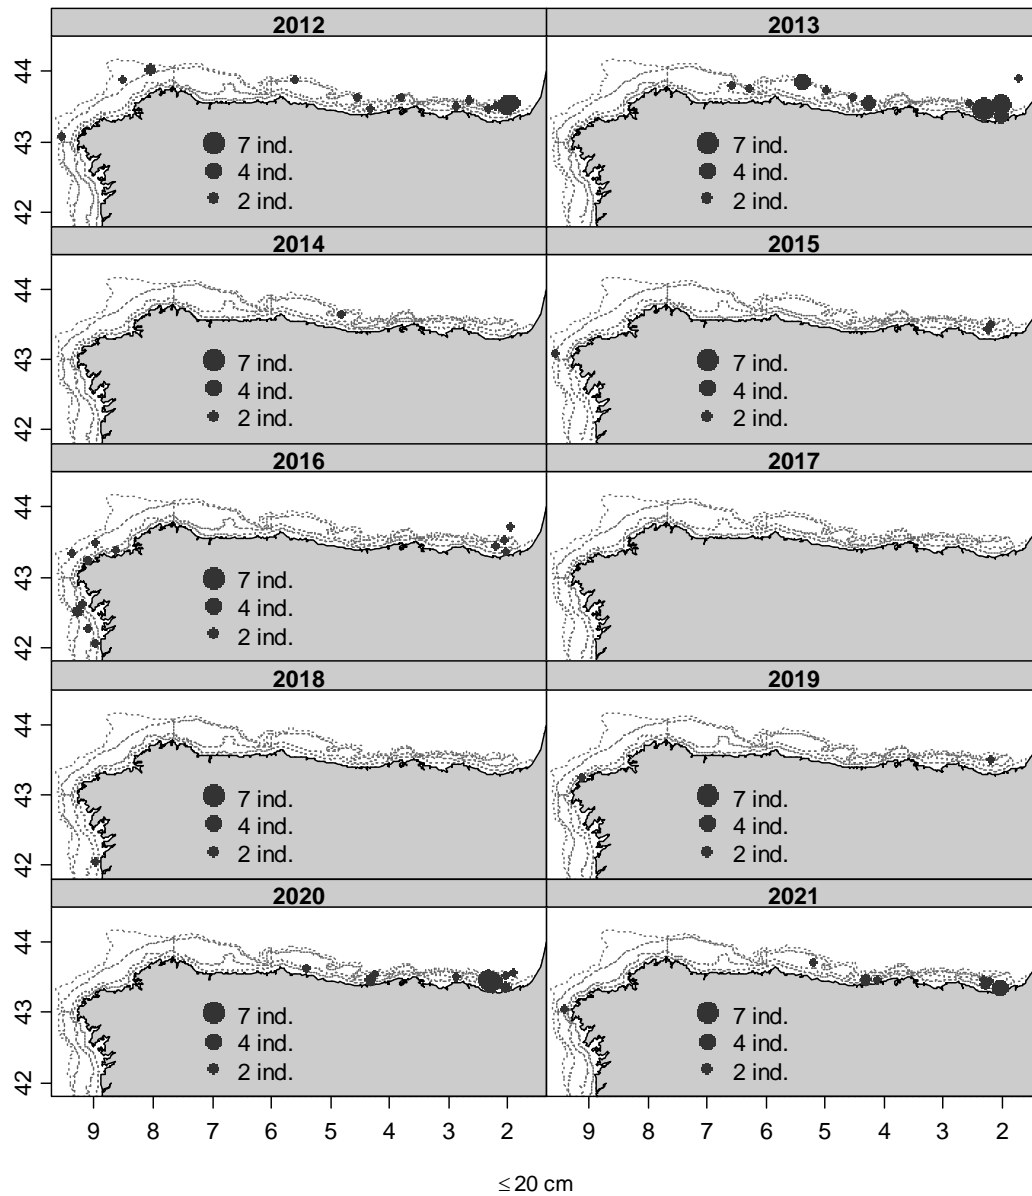 2012 2013
44
43
42
7 ind. 7 ind.
4 ind. 4 ind.
2 ind. 2 ind.
2014 2015
44
43
42
7 ind. 7 ind.
4 ind. 4 ind.
2 ind. 2 ind.
2016 2017
44
43
42
7 ind.
4 ind.
2 ind.
2018 2019
44
43
42
7 ind. 7 ind.
4 ind. 4 ind.
2 ind. 2 ind.
2020 2021
44
43
42
7 ind. 7 ind.
4 ind. 4 ind.
2 ind. 2 ind.
9 8 7 6 5 4 3 2 9 8 7 6 5 4 3 2
≤ 20 cm